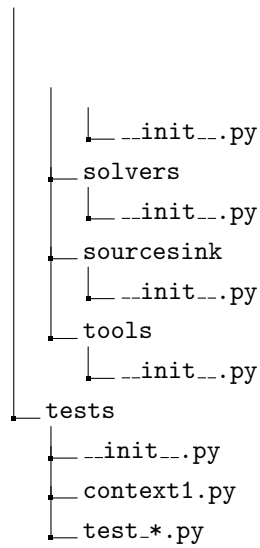 __init__.py
solvers
__init__.py
sourcesink
__init__.py
tools
__init__.py
tests
__init__.py
context1.py
test_*.py